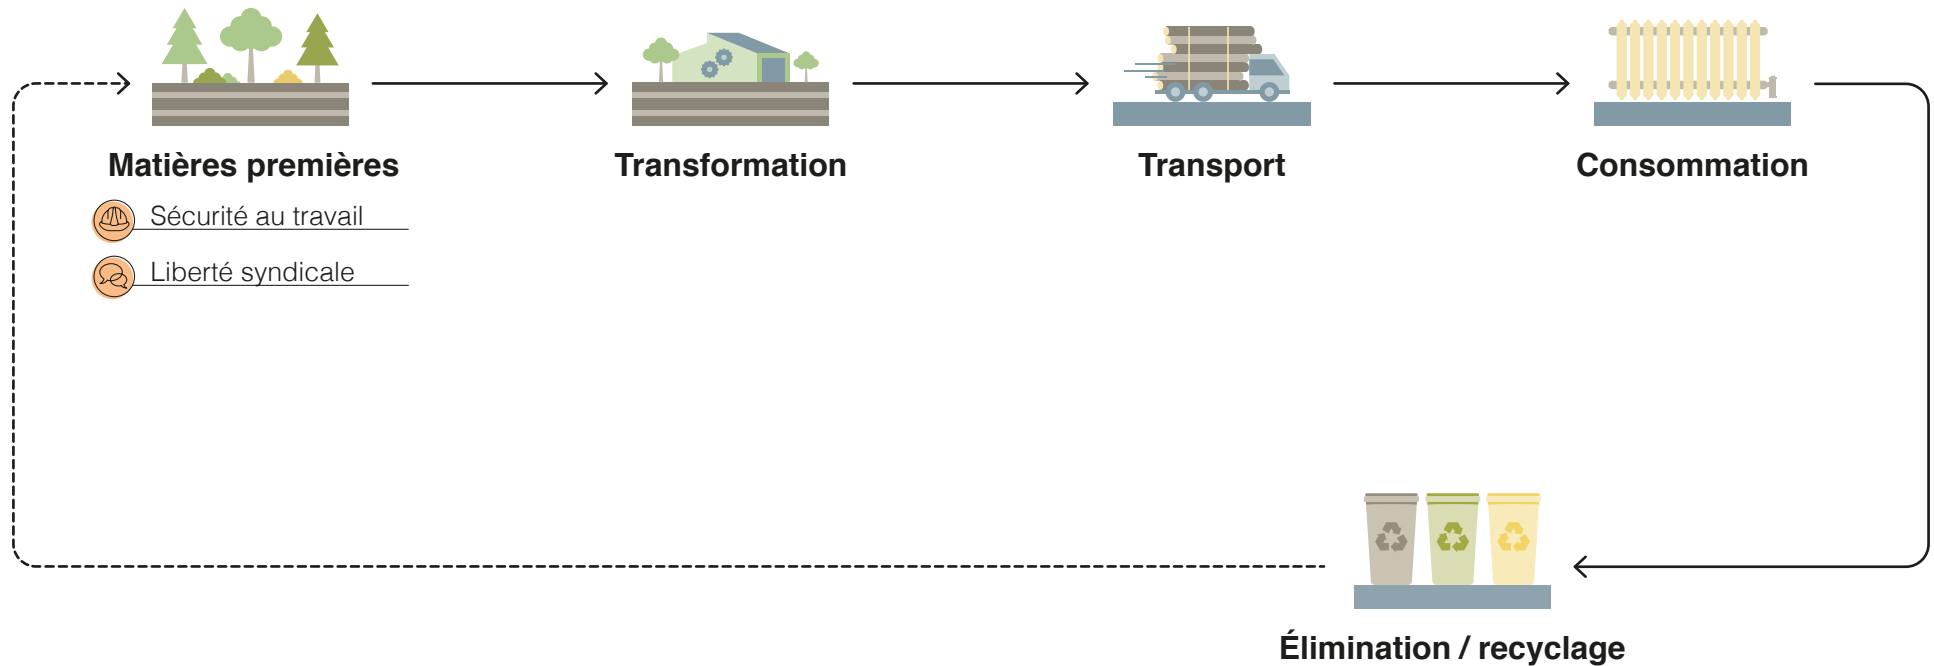 Matières premières
Transformation
Transport
Consommation
Sécurité au travail
Liberté syndicale
Élimination / recyclage